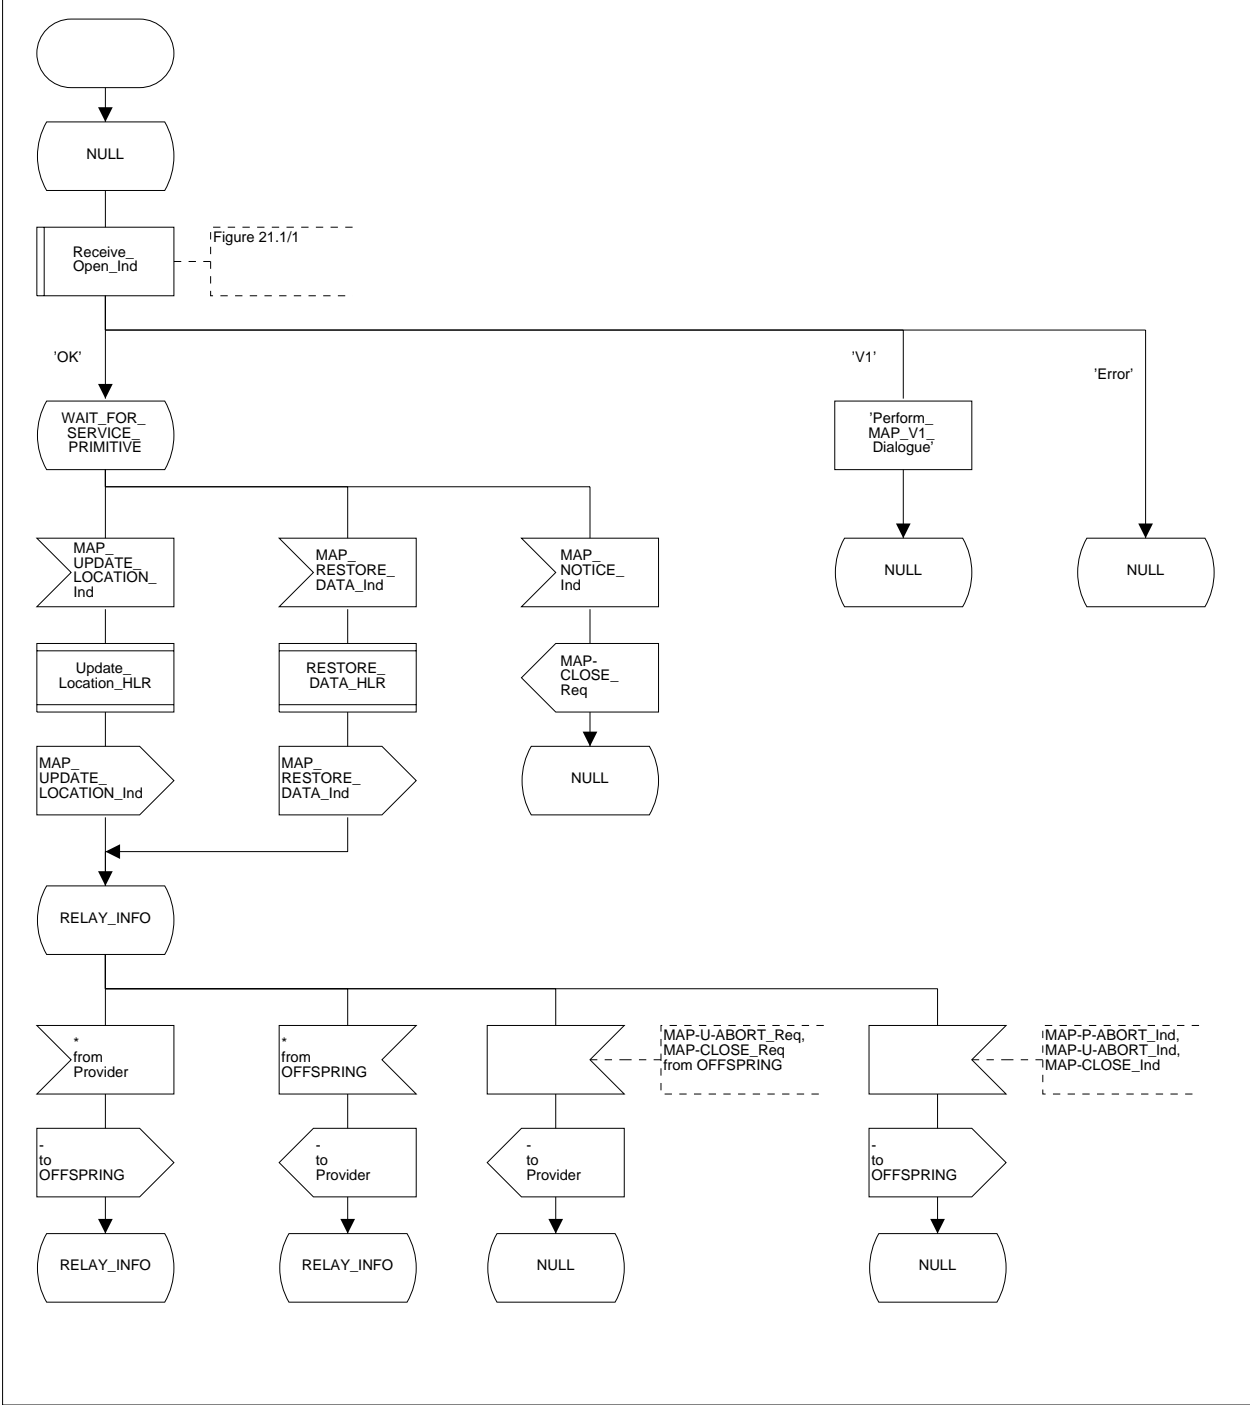 NULL
Receive_
Open_Ind
Figure 21.1/1
'OK'
'V1'
'Error'
WAIT_FOR_
SERVICE_
PRIMITIVE
'Perform_
MAP_V1_
Dialogue'
MAP_
UPDATE_
LOCATION_
Ind
MAP_
RESTORE_
DATA_Ind
MAP_
NOTICE_
Ind
NULL
NULL
Update_
Location_HLR
RESTORE_
DATA_HLR
MAP-
CLOSE_
Req
MAP_
UPDATE_
LOCATION_Ind
MAP_
RESTORE_
DATA_Ind
NULL
RELAY_INFO
*
from
Provider
*
from
OFFSPRING
MAP-U-ABORT_Req,
MAP-CLOSE_Req
from OFFSPRING
MAP-P-ABORT_Ind,
MAP-U-ABORT_Ind,
MAP-CLOSE_Ind
-
to
OFFSPRING
-
to
Provider
-
to
Provider
-
to
OFFSPRING
RELAY_INFO
RELAY_INFO
NULL
NULL